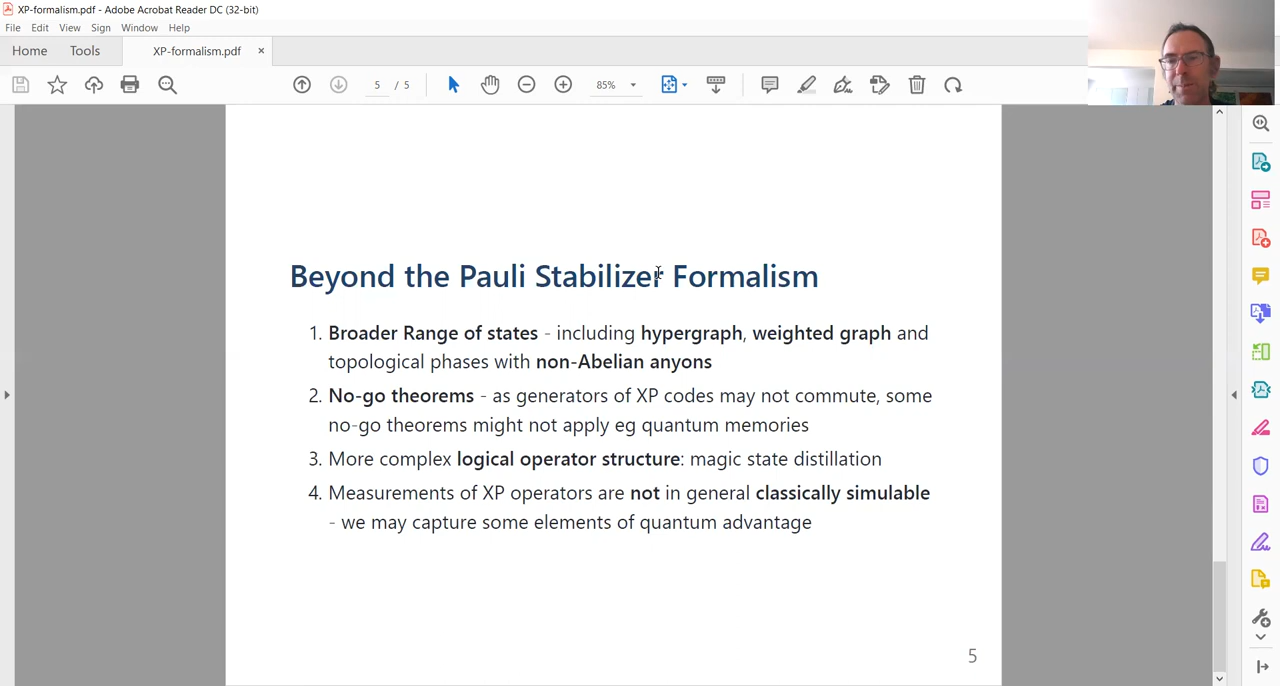 XP-formalism.pdf - Adobe Acrobat Reader DC (32-bit)
File Edit View Sign Window Help
Home Tools XP-formalism.pdf ×
5 / 5 85%
Beyond the Pauli Stabilizer Formalism
1. Broader Range of states - including hypergraph, weighted graph and
topological phases with non-Abelian anyons
2. No-go theorems - as generators of XP codes may not commute, some
no-go theorems might not apply eg quantum memories
3. More complex logical operator structure: magic state distillation
4. Measurements of XP operators are not in general classically simulable
- we may capture some elements of quantum advantage
5